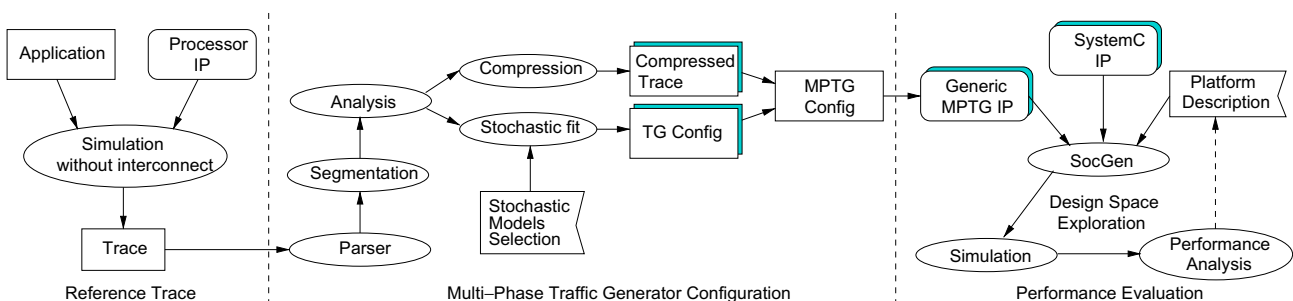 Application
Processor
IP
Simulation
without interconnect
Trace
Reference Trace
Parser
Segmentation
Analysis
Compression
Stochastic fit
Stochastic
Models
Selection
Compressed
Trace
TG Config
MPTG
Config
Multi–Phase Traffic Generator Configuration
Generic
MPTG IP
SystemC
IP
Platform
Description
SocGen
Design Space
Exploration
Simulation
Performance
Analysis
Performance Evaluation